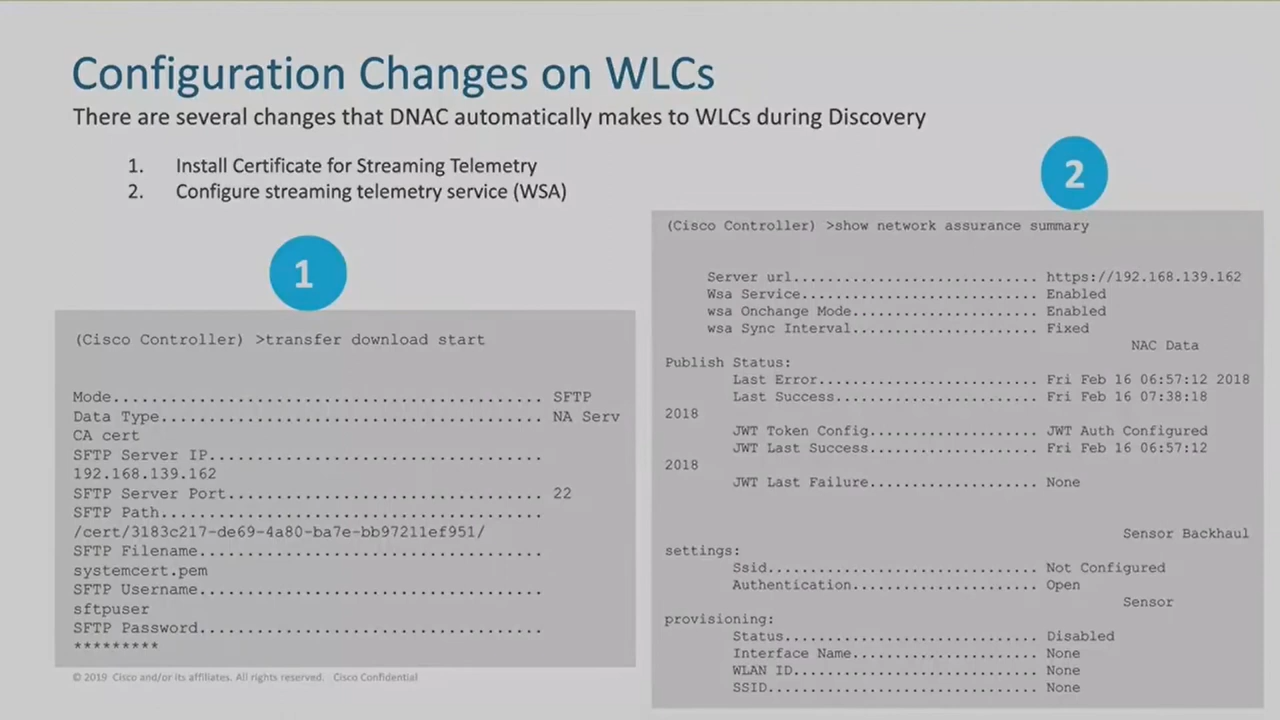 Configuration Changes on WLCs
There are several changes that DNAC automatically makes to WLCs during Discovery
1. Install Certificate for Streaming Telemetry
2. Configure streaming telemetry service (WSA)
1
(Cisco Controller) >transfer download start
Mode............................................. SFTP
Data Type........................................ NA Serv
CA cert
SFTP Server IP...................................
192.168.139.162
SFTP Server Port................................. 22
SFTP Path........................................
/cert/3183c217-de69-4a80-ba7e-bb97211ef951/
SFTP Filename....................................
systemcert.pem
SFTP Username....................................
sftpuser
SFTP Password....................................
*********
2
(Cisco Controller) >show network assurance summary
Server url............................. https://192.168.139.162
Wsa Service............................ Enabled
wsa Onchange Mode...................... Enabled
wsa Sync Interval...................... Fixed
NAC Data
Publish Status:
Last Error.......................... Fri Feb 16 06:57:12 2018
Last Success........................ Fri Feb 16 07:38:18
2018
JWT Token Config.................... JWT Auth Configured
JWT Last Success.................... Fri Feb 16 06:57:12
2018
JWT Last Failure.................... None
Sensor Backhaul
settings:
Ssid................................ Not Configured
Authentication...................... Open
Sensor
provisioning:
Status.............................. Disabled
Interface Name...................... None
WLAN ID............................. None
SSID................................ None
© 2019 Cisco and/or its affiliates. All rights reserved. Cisco Confidential